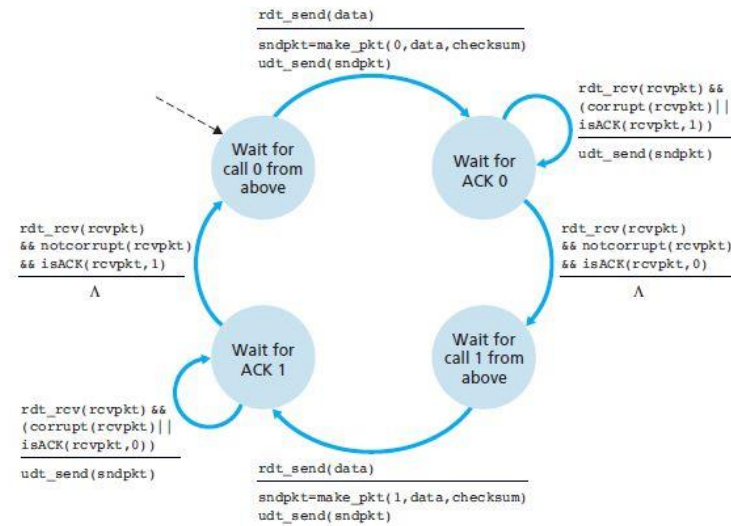 rdt_send(data)
sndpkt=make_pkt(0,data,checksum)
udt_send(sndpkt)
rdt_rcv(rcvpkt) &&
(corrupt(rcvpkt)||
isACK(rcvpkt,1))
udt_send(sndpkt)
Wait for
call 0 from
above
Wait for
ACK 0
rdt_rcv(rcvpkt)
&& notcorrupt(rcvpkt)
&& isACK(rcvpkt,1)
Λ
rdt_rcv(rcvpkt)
&& notcorrupt(rcvpkt)
&& isACK(rcvpkt,0)
Λ
Wait for
ACK 1
Wait for
call 1 from
above
rdt_rcv(rcvpkt) &&
(corrupt(rcvpkt)||
isACK(rcvpkt,0))
udt_send(sndpkt)
rdt_send(data)
sndpkt=make_pkt(1,data,checksum)
udt_send(sndpkt)